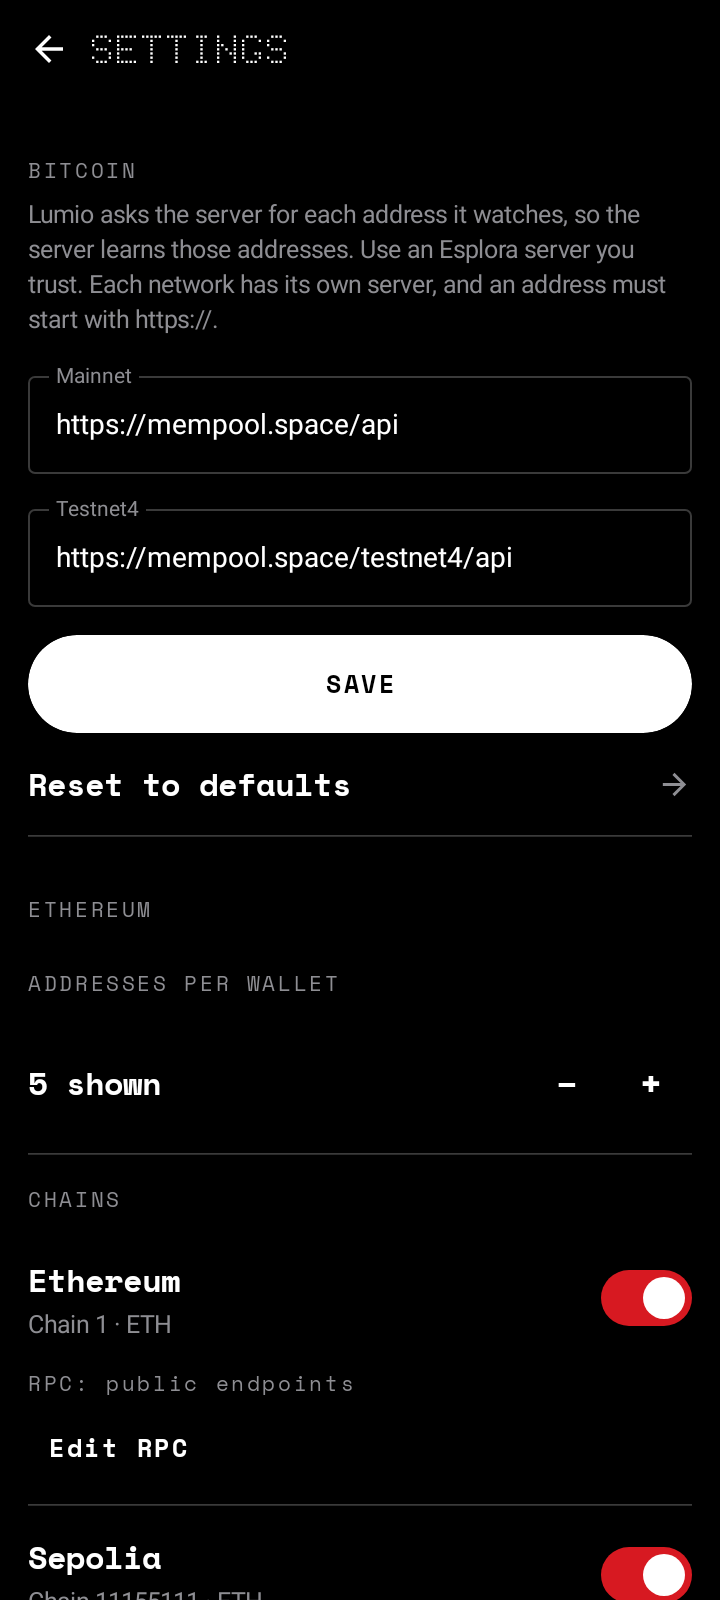 SETTINGS
BITCOIN
Lumio asks the server for each address it watches, so the
server learns those addresses. Use an Esplora server you
trust. Each network has its own server, and an address must
start with https://.
Mainnet
https://mempool.space/api
Testnet4
https://mempool.space/testnet4/api
SAVE
Reset to defaults
ETHEREUM
ADDRESSES PER WALLET
5 shown
− +
CHAINS
Ethereum
Chain 1 · ETH
RPC: public endpoints
Edit RPC
Sepolia
Chain 11155111 · ETH